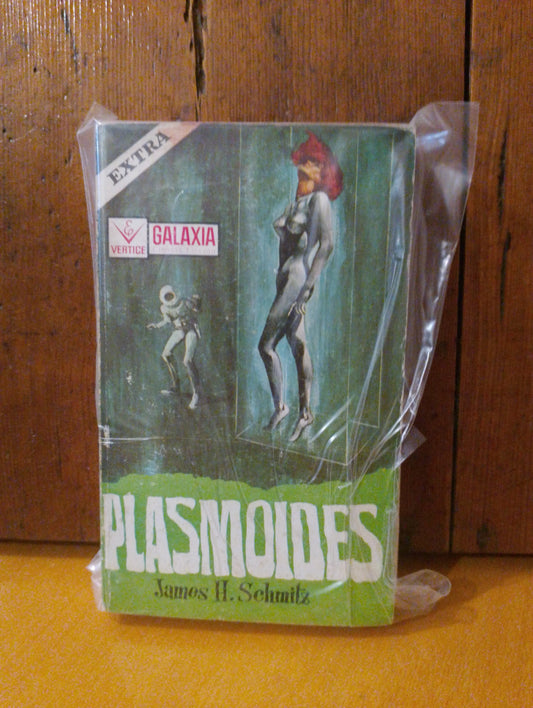 EXTRA
VERTICE
GALAXIA
PLASMOIDES
James H. Schmitz